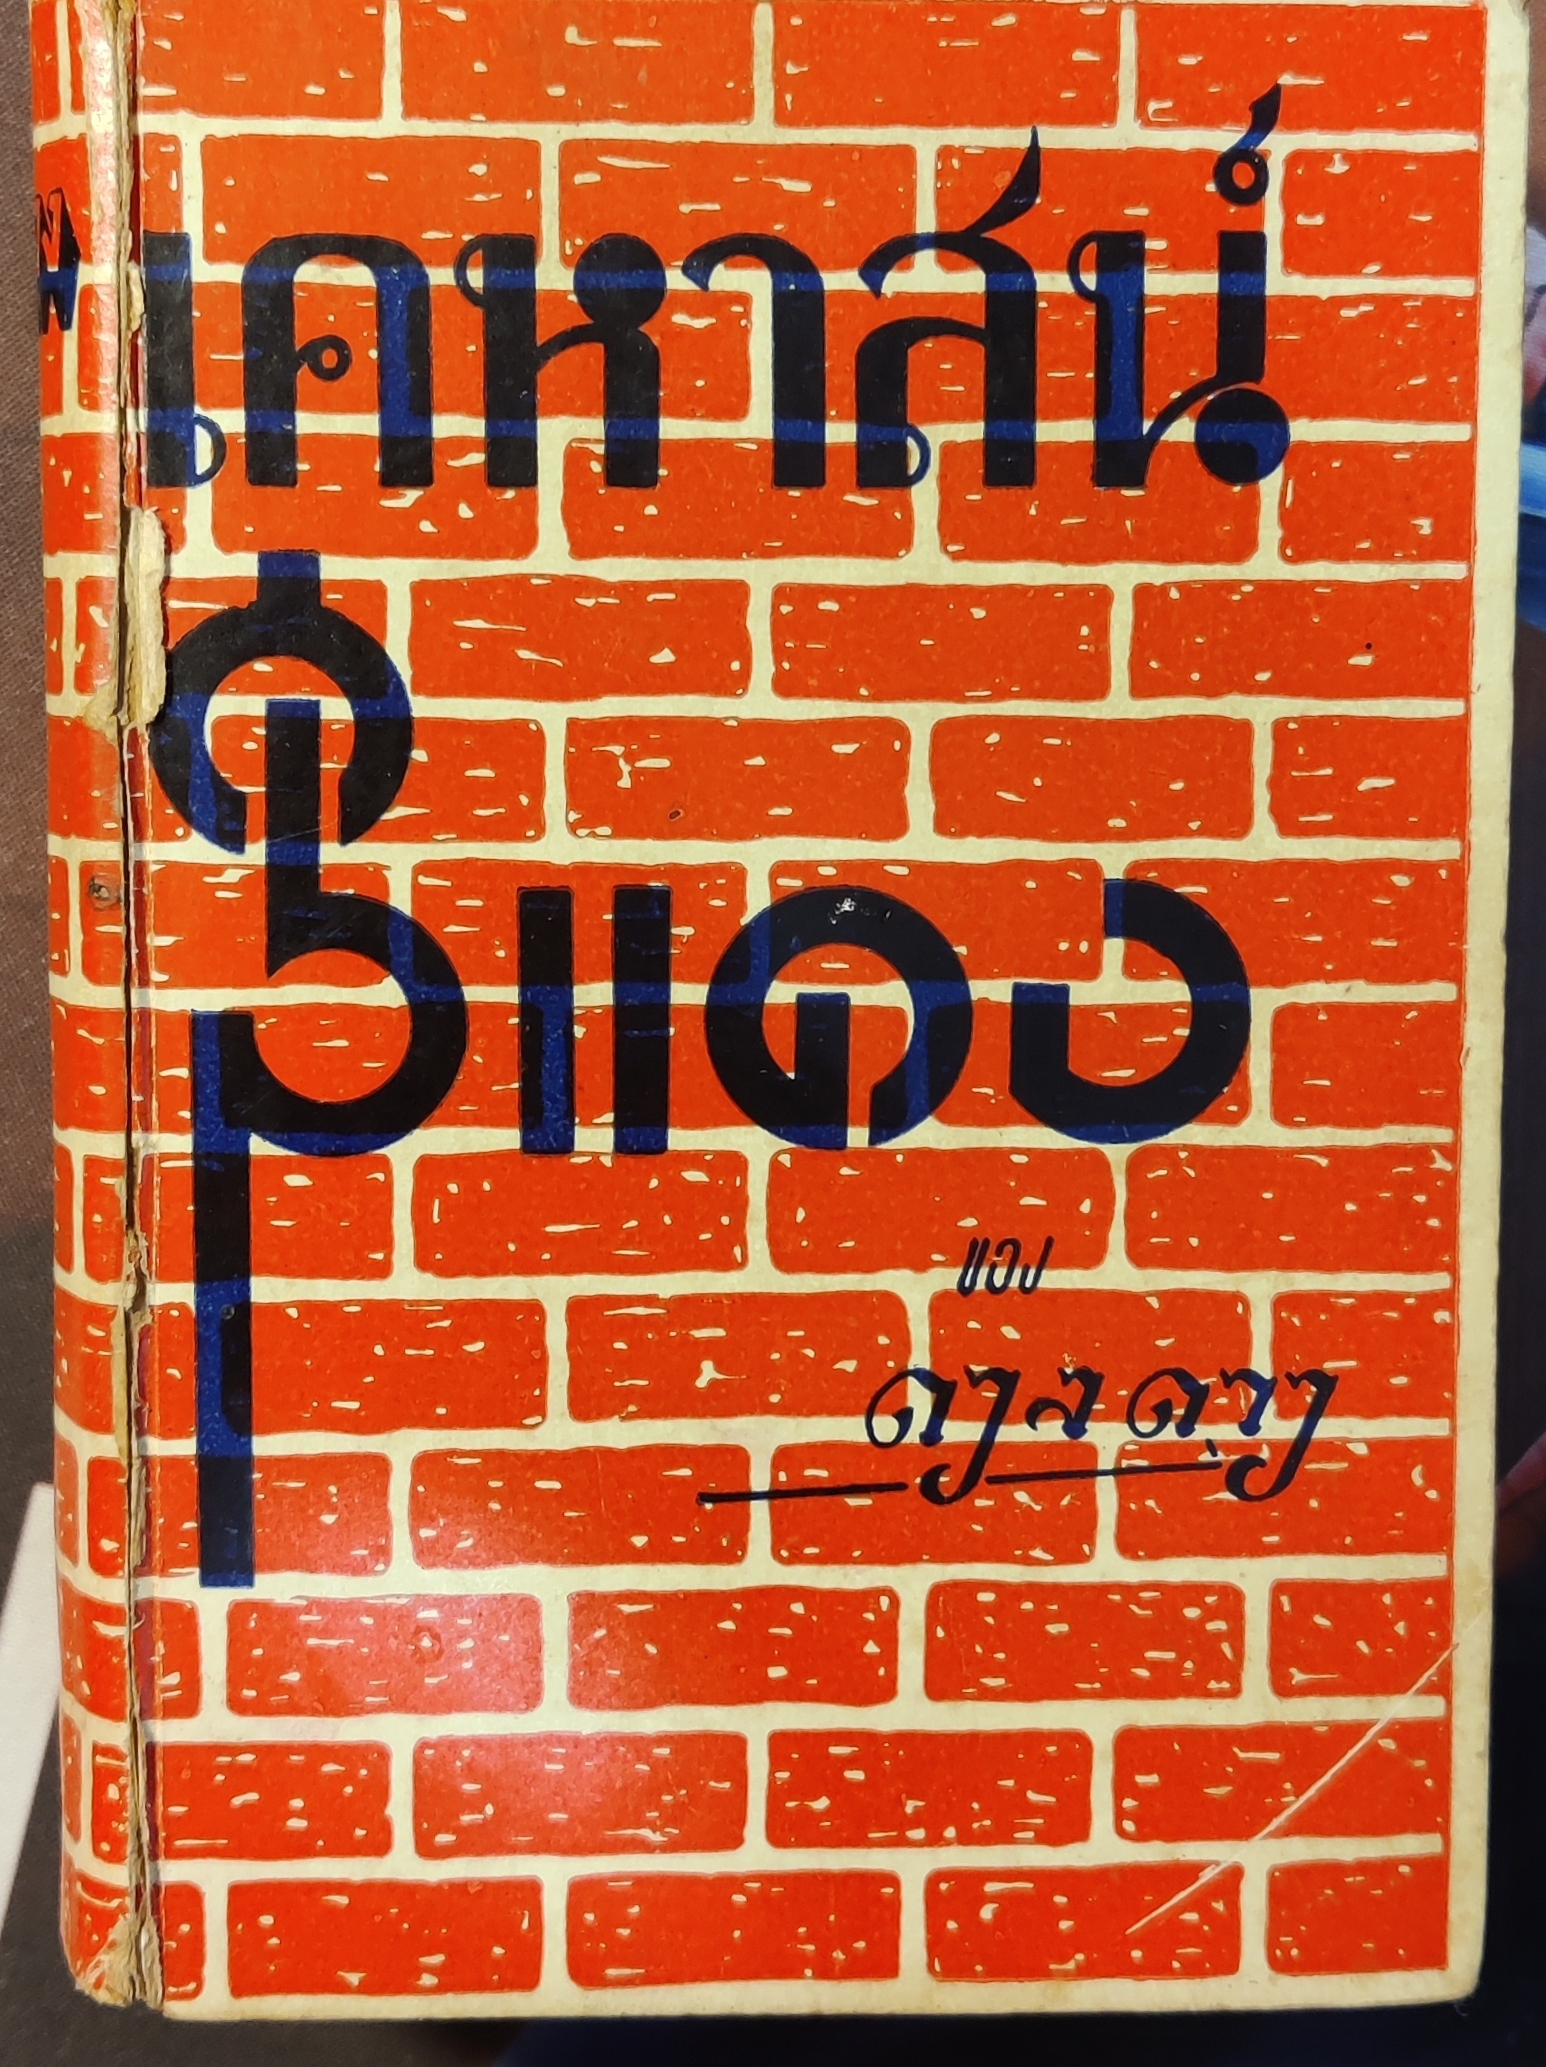 เคหาสน์
สีแดง
ของ
ดวงดาว